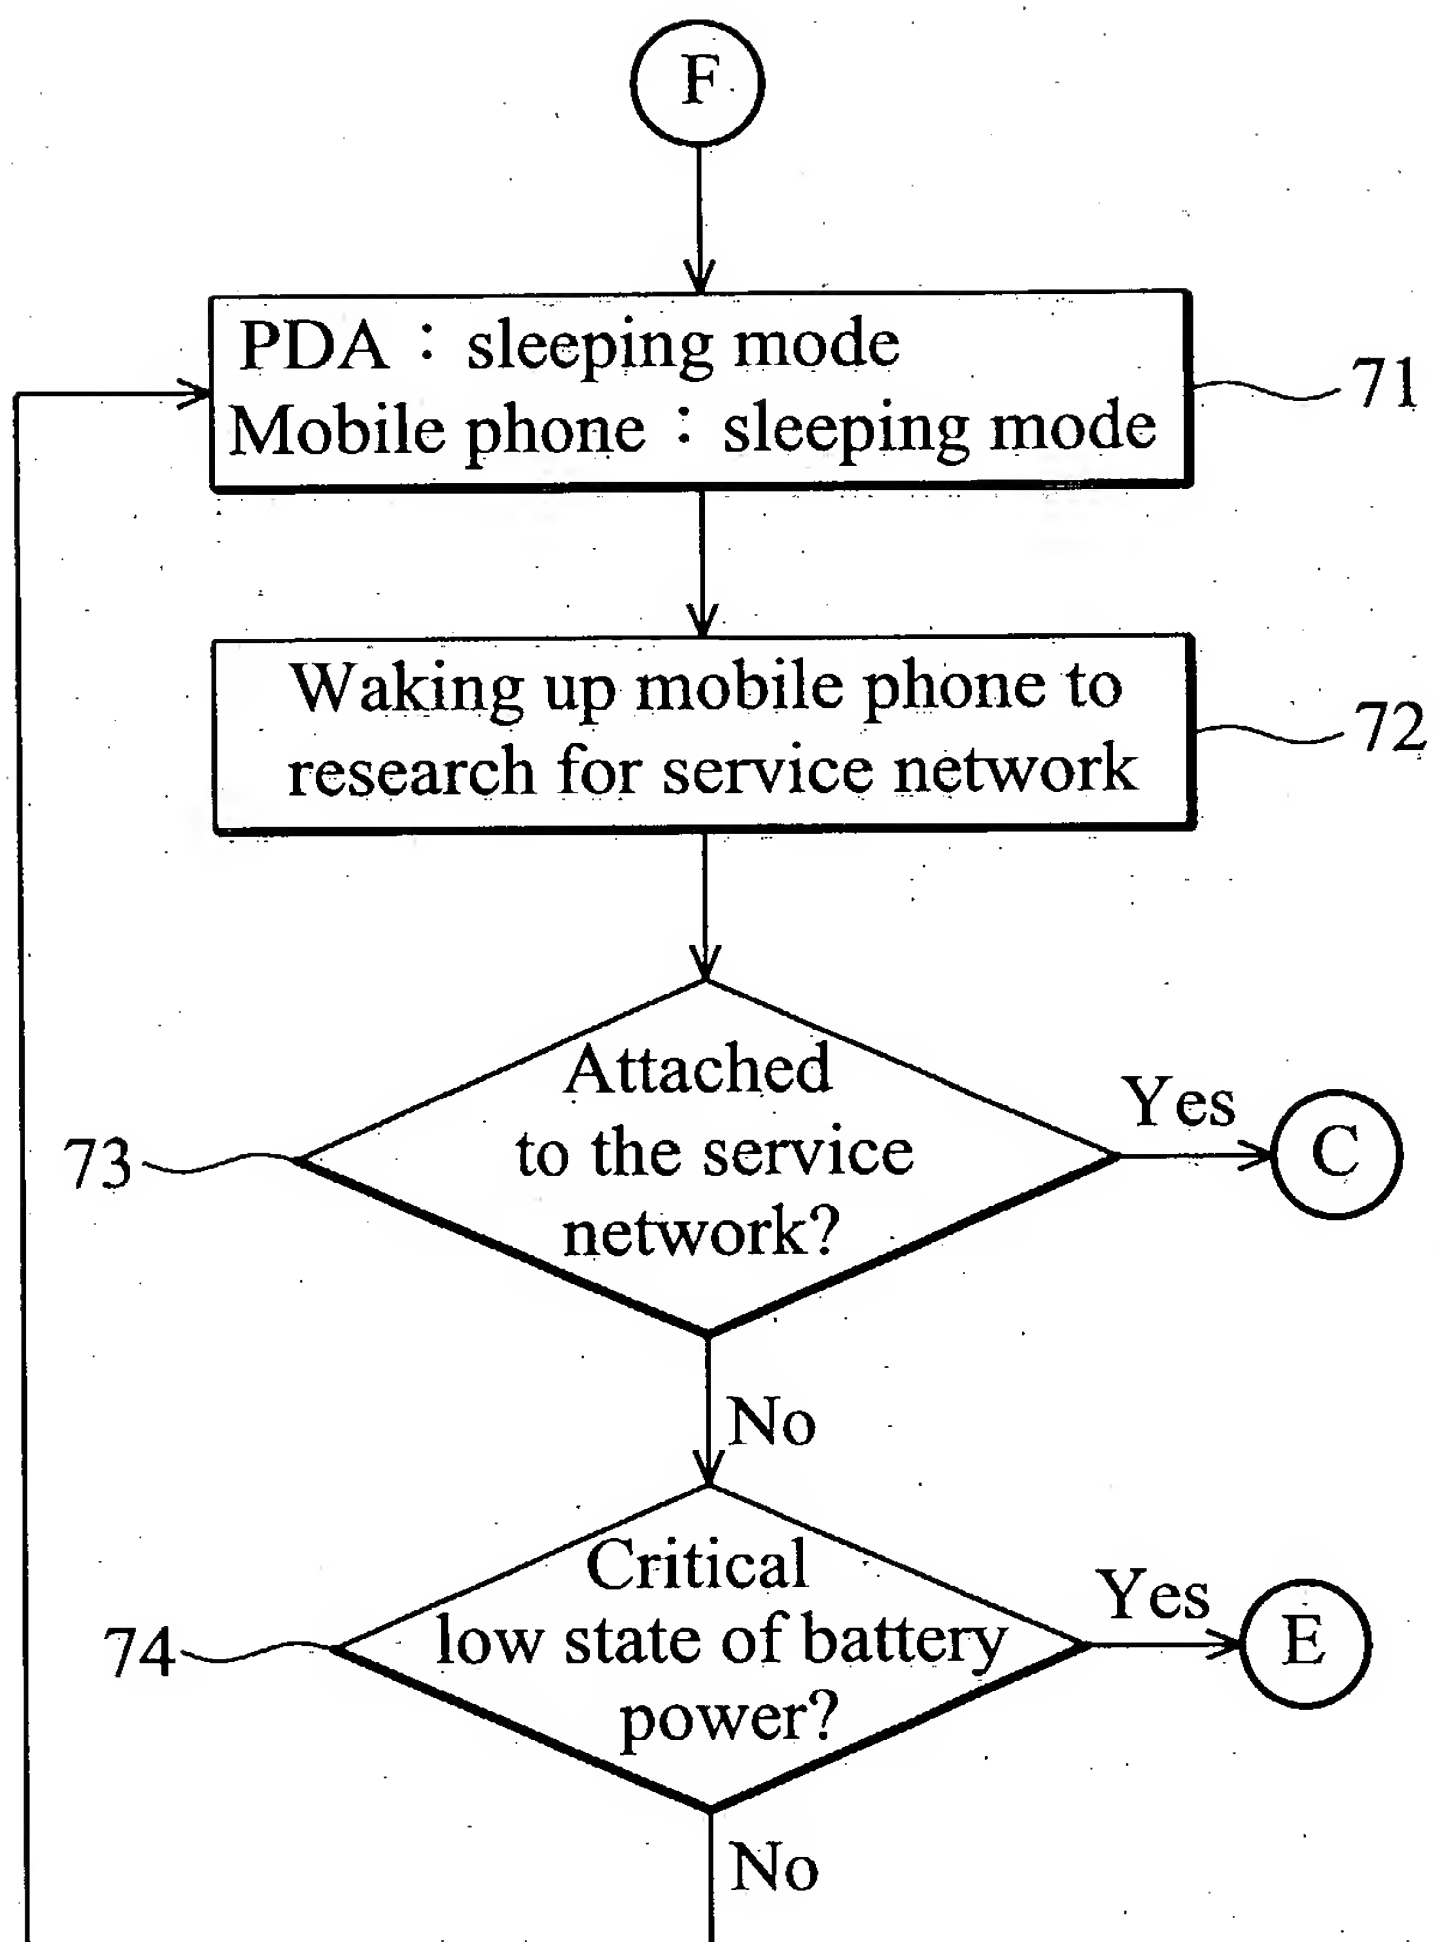 F
PDA : sleeping mode
Mobile phone : sleeping mode
71
Waking up mobile phone to
research for service network
72
Attached
to the service
network?
73
Yes
C
No
Critical
low state of battery
power?
74
Yes
E
No